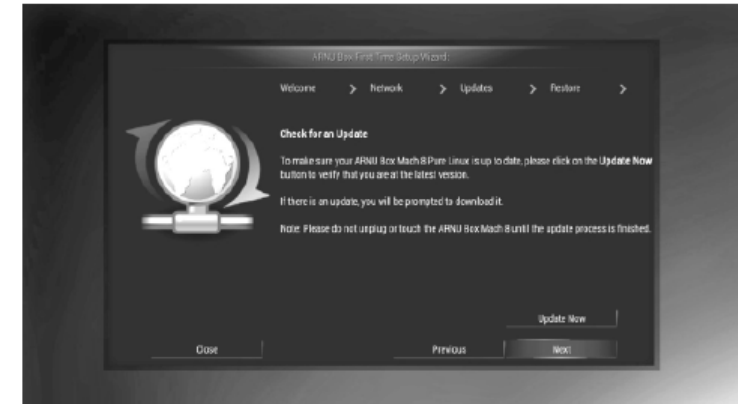 ARNU Box First Time Setup Wizard:
Welcome > Network > Updates > Restore >
Check for an Update
To make sure your ARNU Box Mach 8 Pure Linux is up to date, please click on the Update Now
button to verify that you are at the latest version.
If there is an update, you will be prompted to download it.
Note: Please do not unplug or touch the ARNU Box Mach 8 until the update process is finished.
Update Now
Close Previous Next